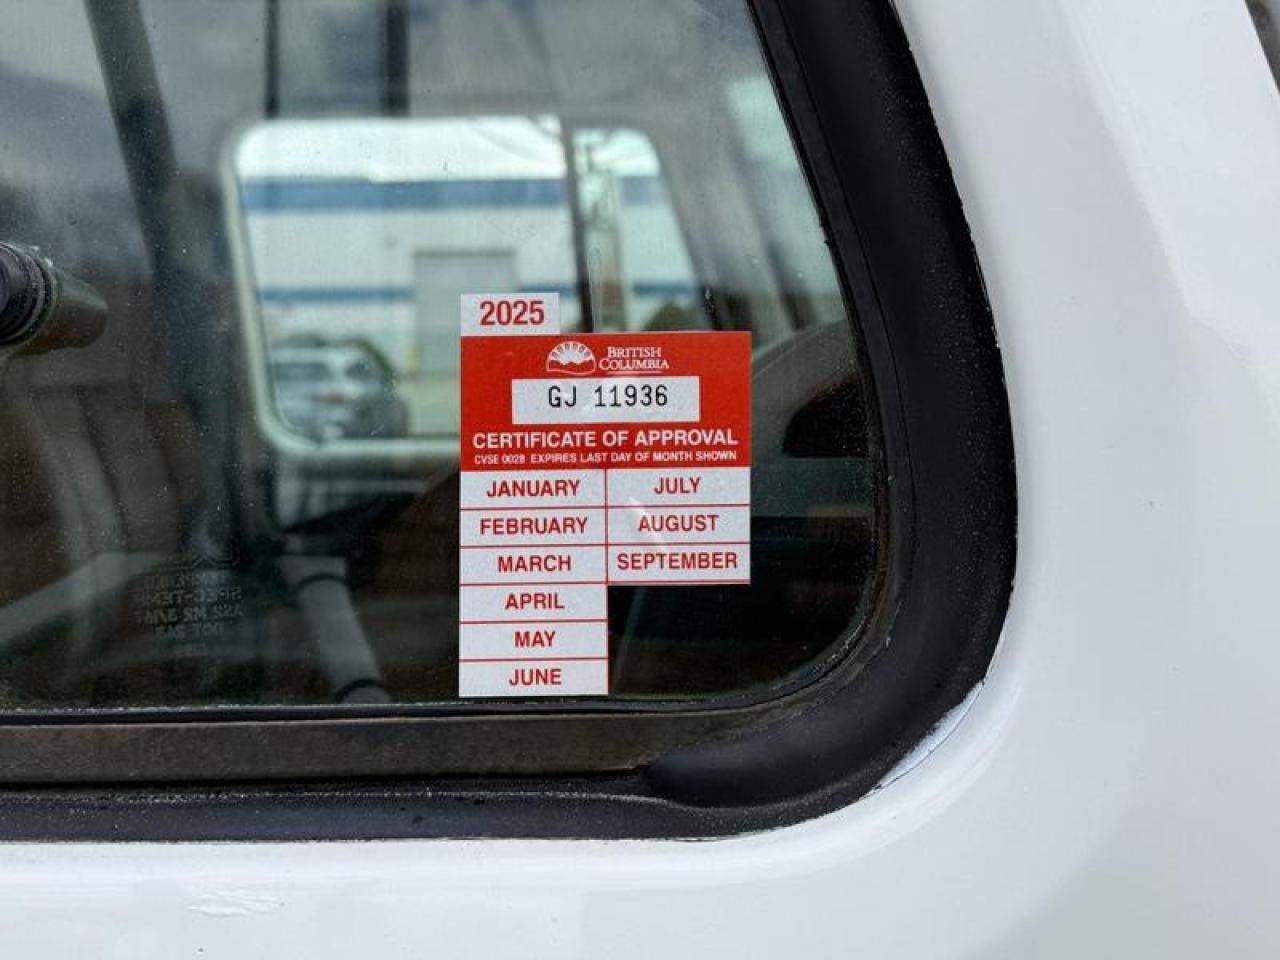 2025
BRITISH
COLUMBIA
GJ 11936
CERTIFICATE OF APPROVAL
CVSE 0028 EXPIRES LAST DAY OF MONTH SHOWN
JANUARY JULY
FEBRUARY AUGUST
MARCH SEPTEMBER
APRIL
MAY
JUNE